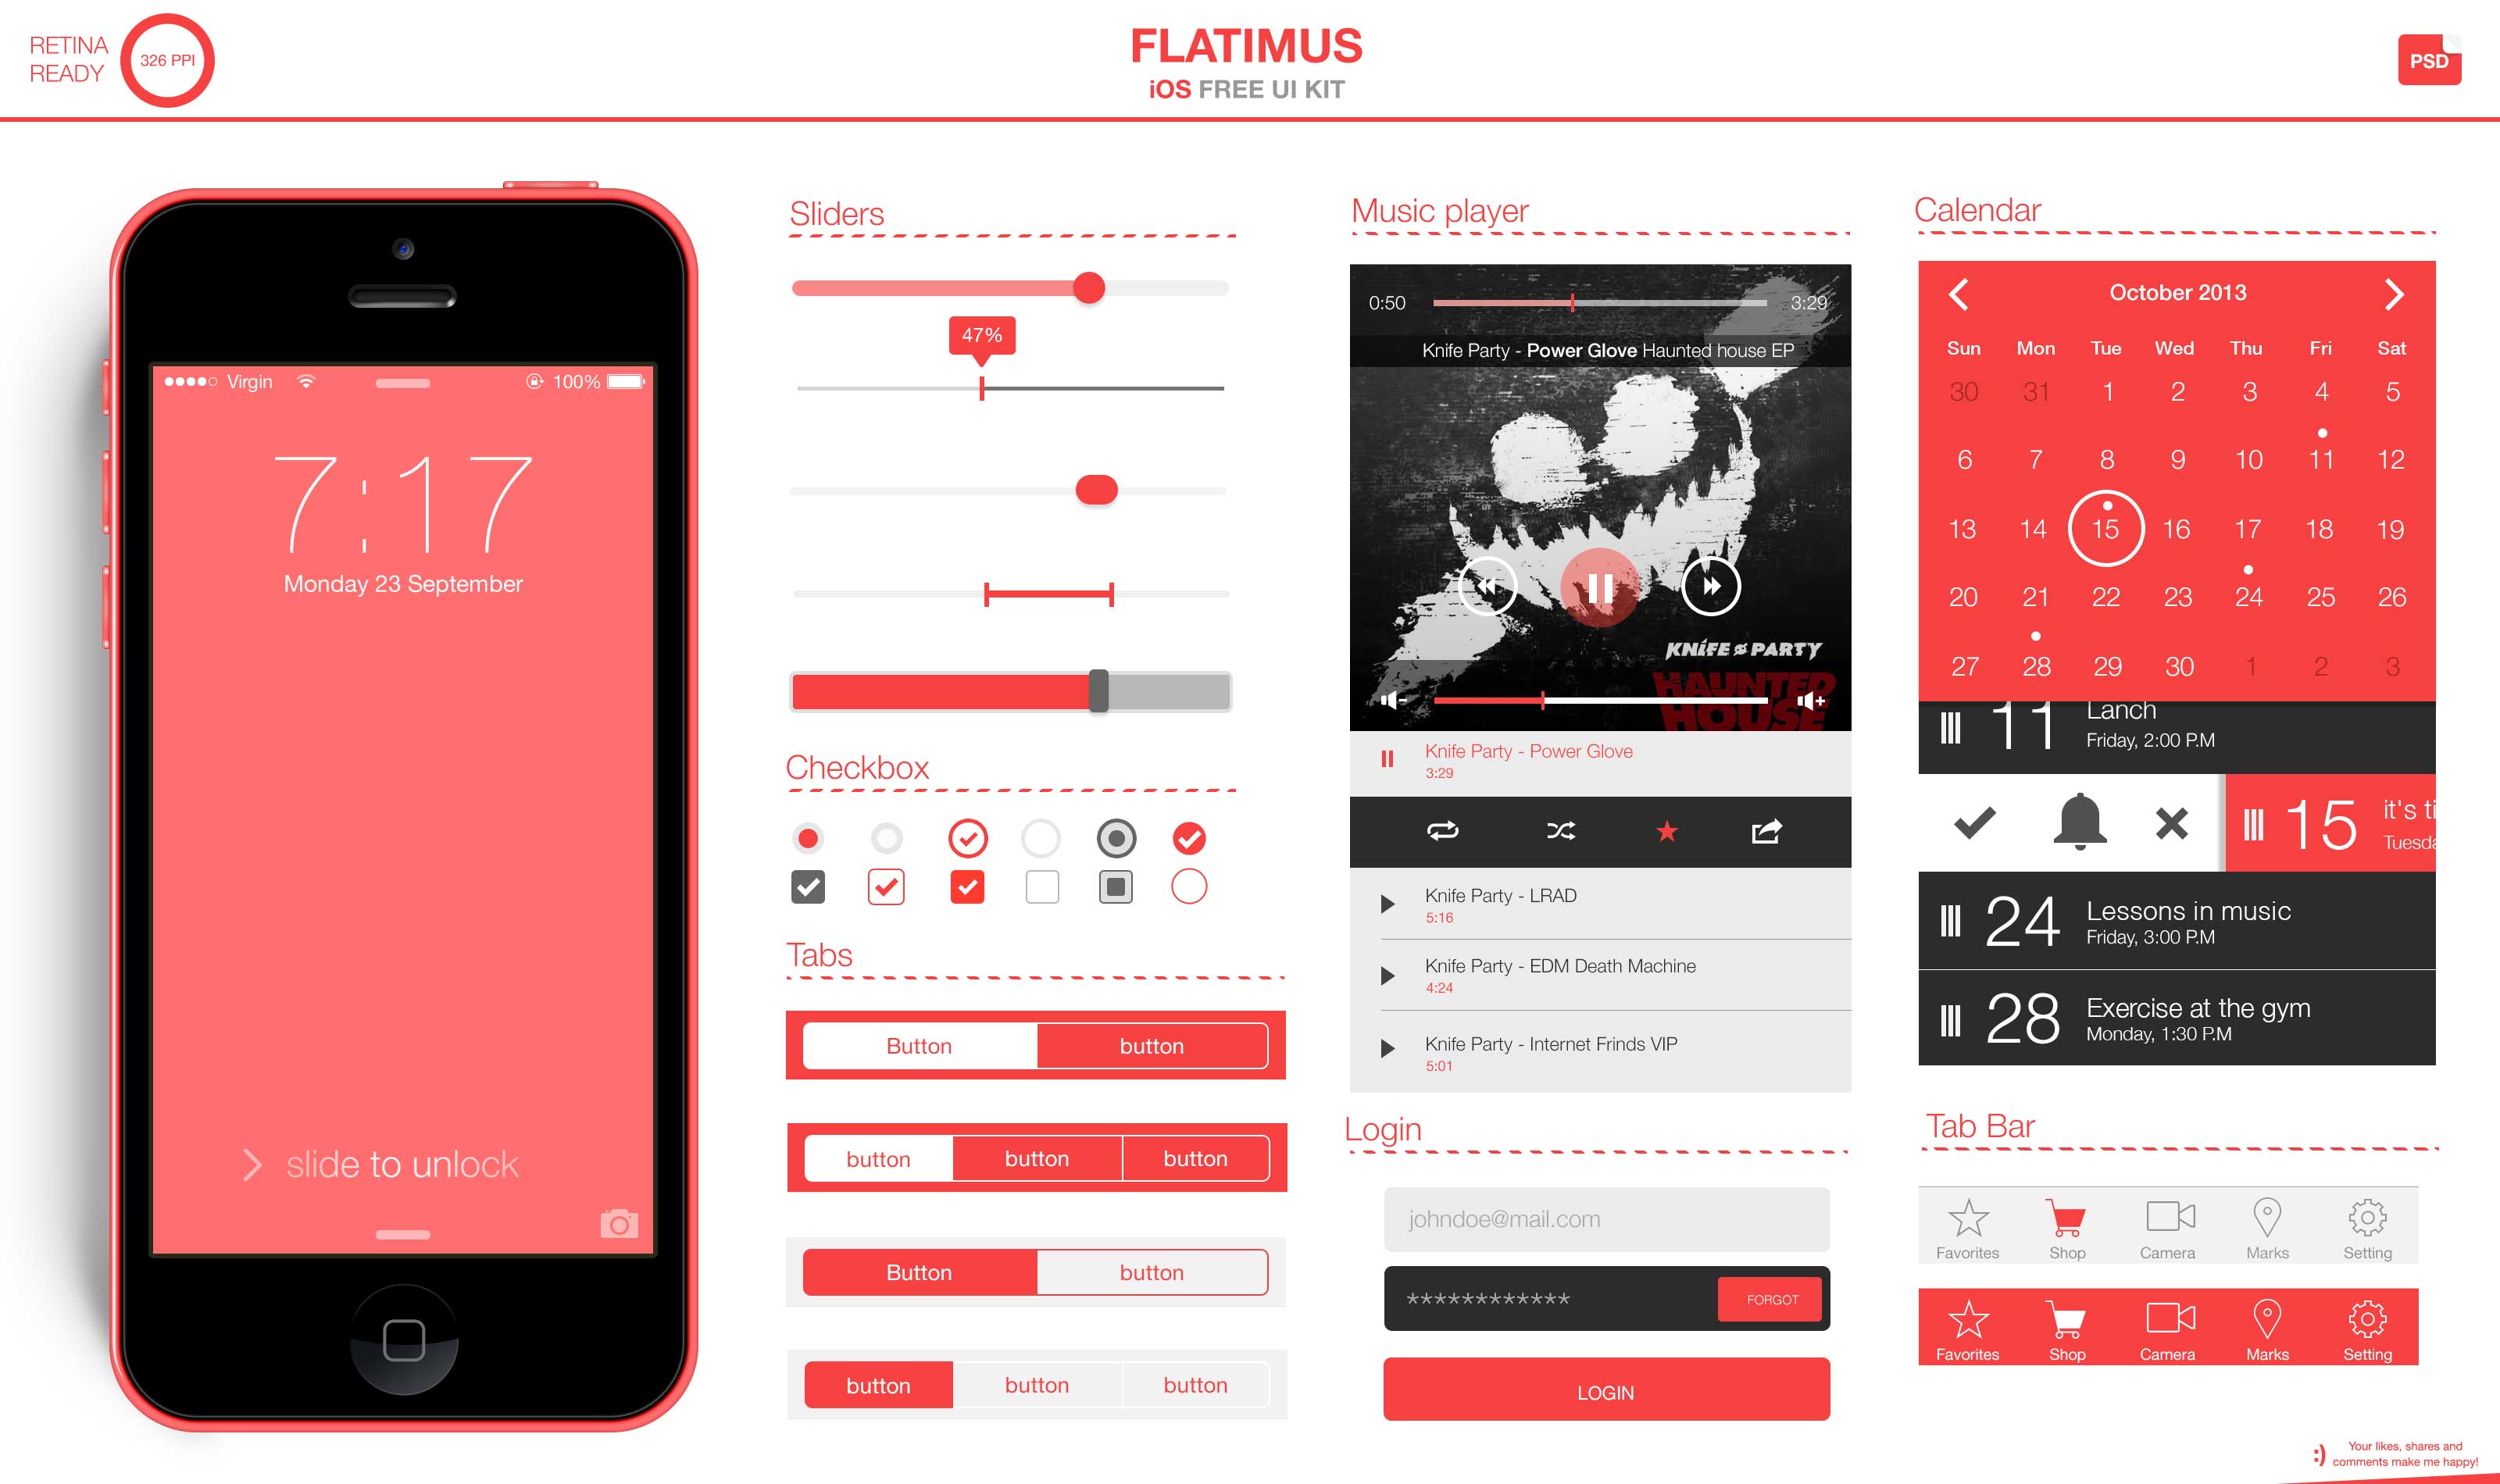 RETINA
READY
326 PPI
FLATIMUS
iOS FREE UI KIT
PSD
Virgin
100%
7:17
Monday 23 September
slide to unlock
Sliders
47%
Checkbox
Tabs
Button button
button button button
Button button
button button button
Music player
0:50 3:29
Knife Party - Power Glove Haunted house EP
KNIFE PARTY
HAUNTED
HOUSE
Knife Party - Power Glove
3:29
Knife Party - LRAD
5:16
Knife Party - EDM Death Machine
4:24
Knife Party - Internet Frinds VIP
5:01
Login
johndoe@mail.com
************
FORGOT
LOGIN
Calendar
October 2013
Sun Mon Tue Wed Thu Fri Sat
30 31 1 2 3 4 5
6 7 8 9 10 11 12
13 14 15 16 17 18 19
20 21 22 23 24 25 26
27 28 29 30 1 2 3
11 Lanch
Friday, 2:00 P.M
15 it's ti
Tuesda
24 Lessons in music
Friday, 3:00 P.M
28 Exercise at the gym
Monday, 1:30 P.M
Tab Bar
Favorites Shop Camera Marks Setting
Favorites Shop Camera Marks Setting
:) Your likes, shares and
comments make me happy!